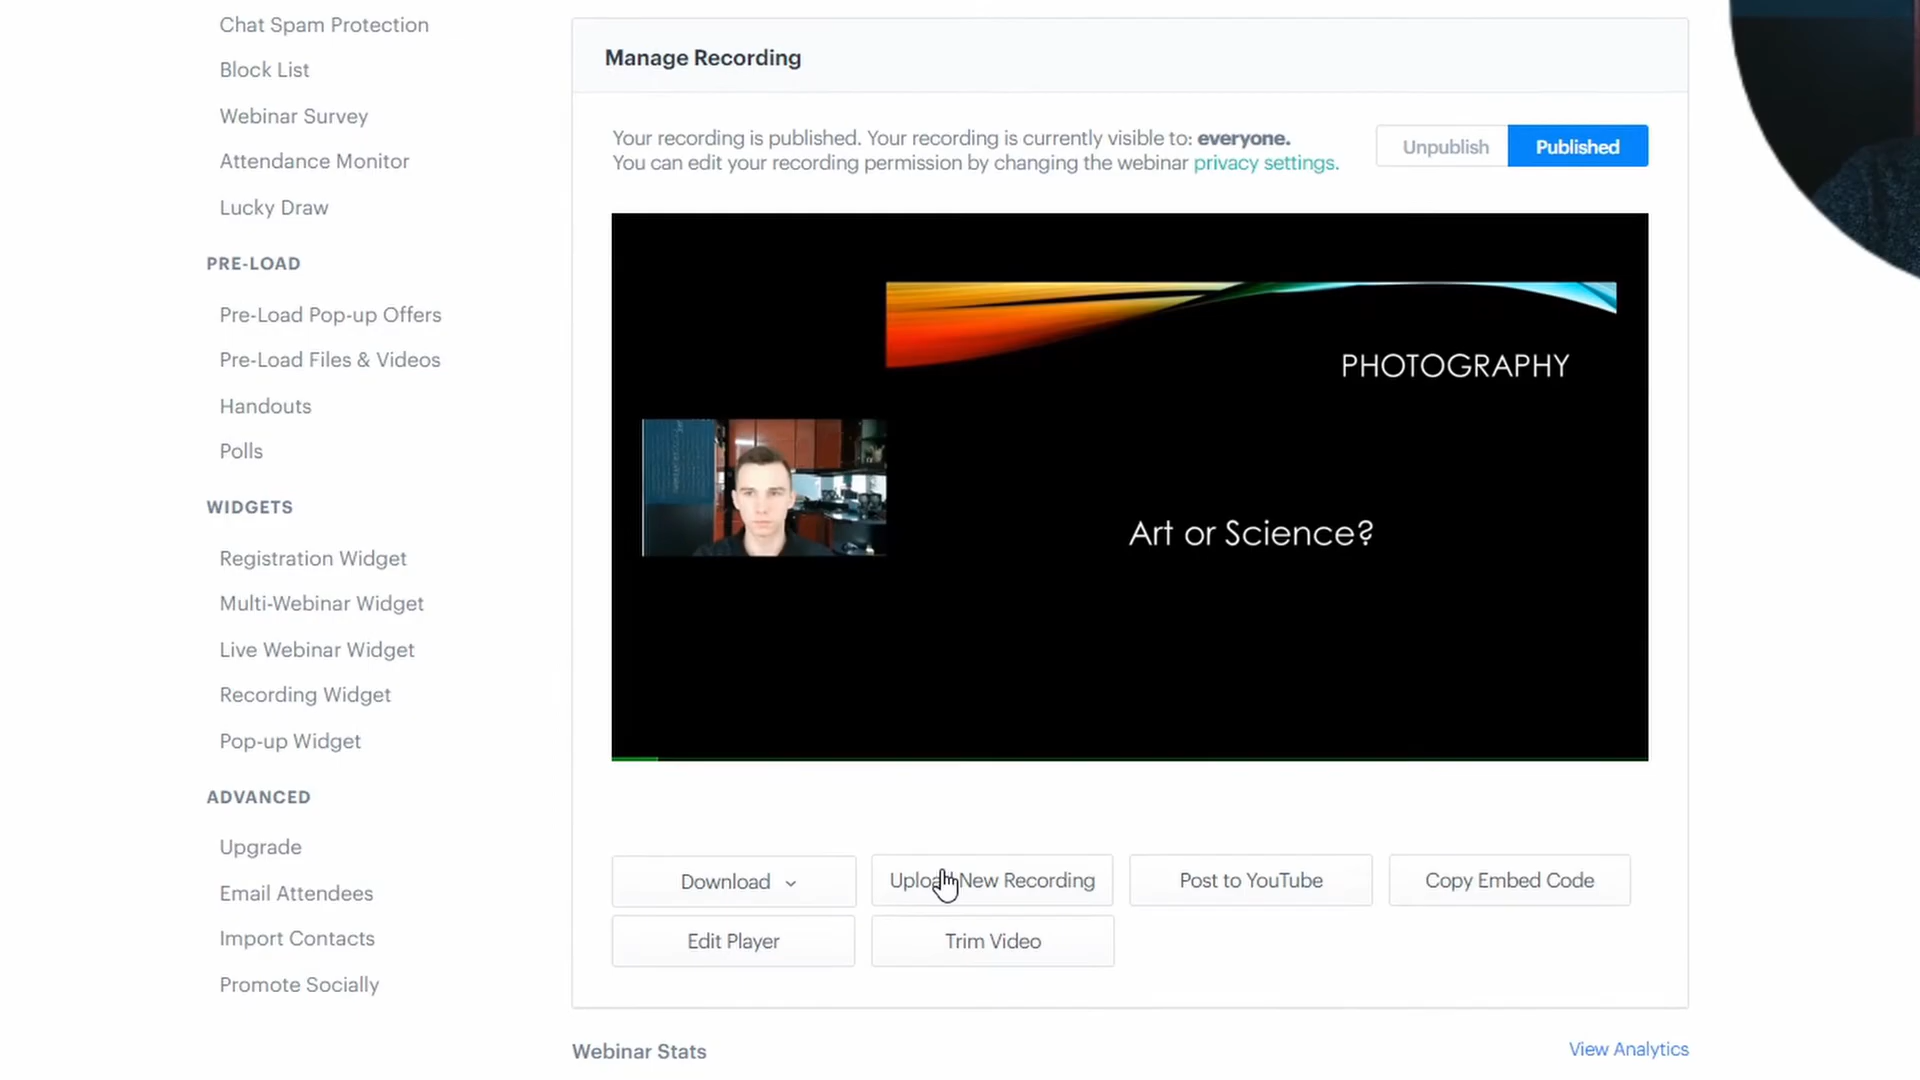 Chat Spam Protection
Block List
Webinar Survey
Attendance Monitor
Lucky Draw
PRE-LOAD
Pre-Load Pop-up Offers
Pre-Load Files & Videos
Handouts
Polls
WIDGETS
Registration Widget
Multi-Webinar Widget
Live Webinar Widget
Recording Widget
Pop-up Widget
ADVANCED
Upgrade
Email Attendees
Import Contacts
Promote Socially
Manage Recording
Your recording is published. Your recording is currently visible to: everyone.
You can edit your recording permission by changing the webinar privacy settings.
Unpublish
Published
PHOTOGRAPHY
Art or Science?
Download
Upload New Recording
Post to YouTube
Copy Embed Code
Edit Player
Trim Video
Webinar Stats
View Analytics